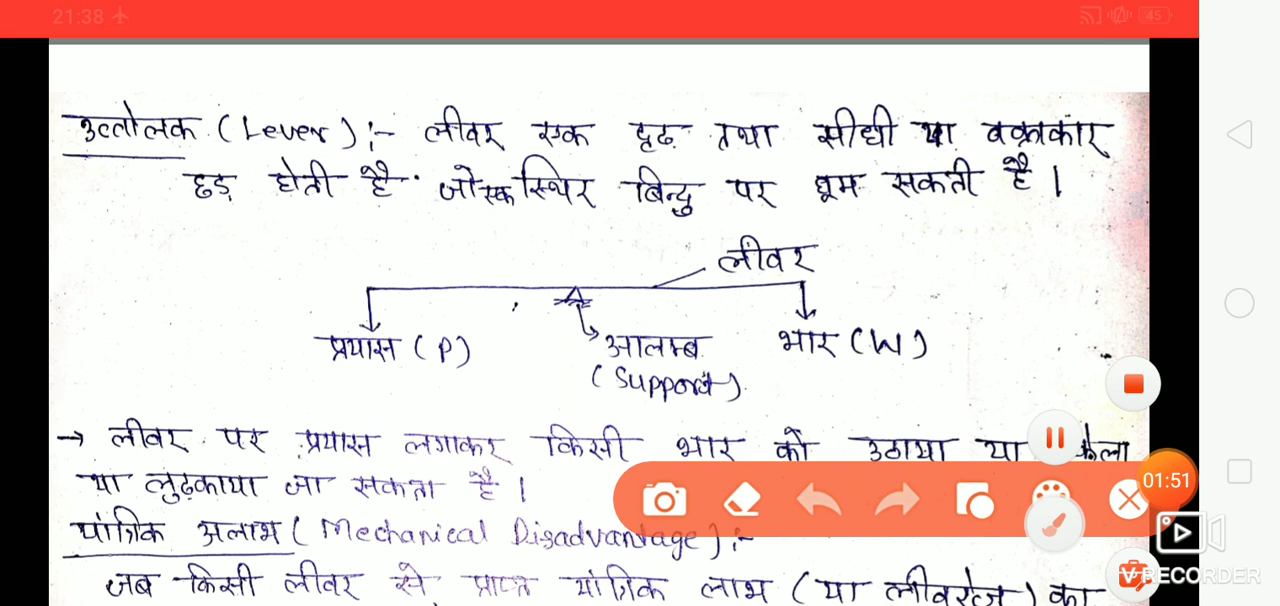 21:38
45
उत्तोलक (Lever) :- लीवर एक दृढ़ तथा सीधी या वक्राकार
छड़ होती है जो एक स्थिर बिन्दु पर घूम सकती है।
लीवर
प्रयास (P)
आलम्ब
(Support)
भार (W)
→ लीवर पर प्रयास लगाकर किसी भार को उठाया या
या लुढ़काया जा सकता है।
01:51
यांत्रिक अलाभ (Mechanical Disadvantage) :-
जब किसी लीवर से प्राप्त यांत्रिक लाभ (या लीवरेज) का
V RECORDER